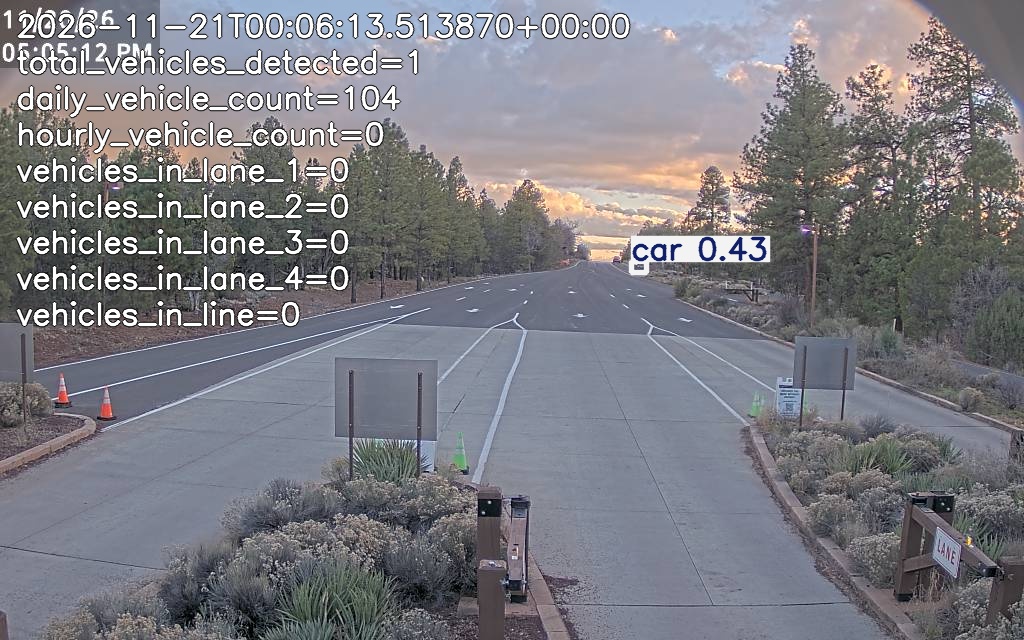 2026-11-21T00:06:13.513870+00:00
05:05:12 PM
total_vehicles_detected=1
daily_vehicle_count=104
hourly_vehicle_count=0
vehicles_in_lane_1=0
vehicles_in_lane_2=0
vehicles_in_lane_3=0
vehicles_in_lane_4=0
vehicles_in_line=0
car 0.43
LANE